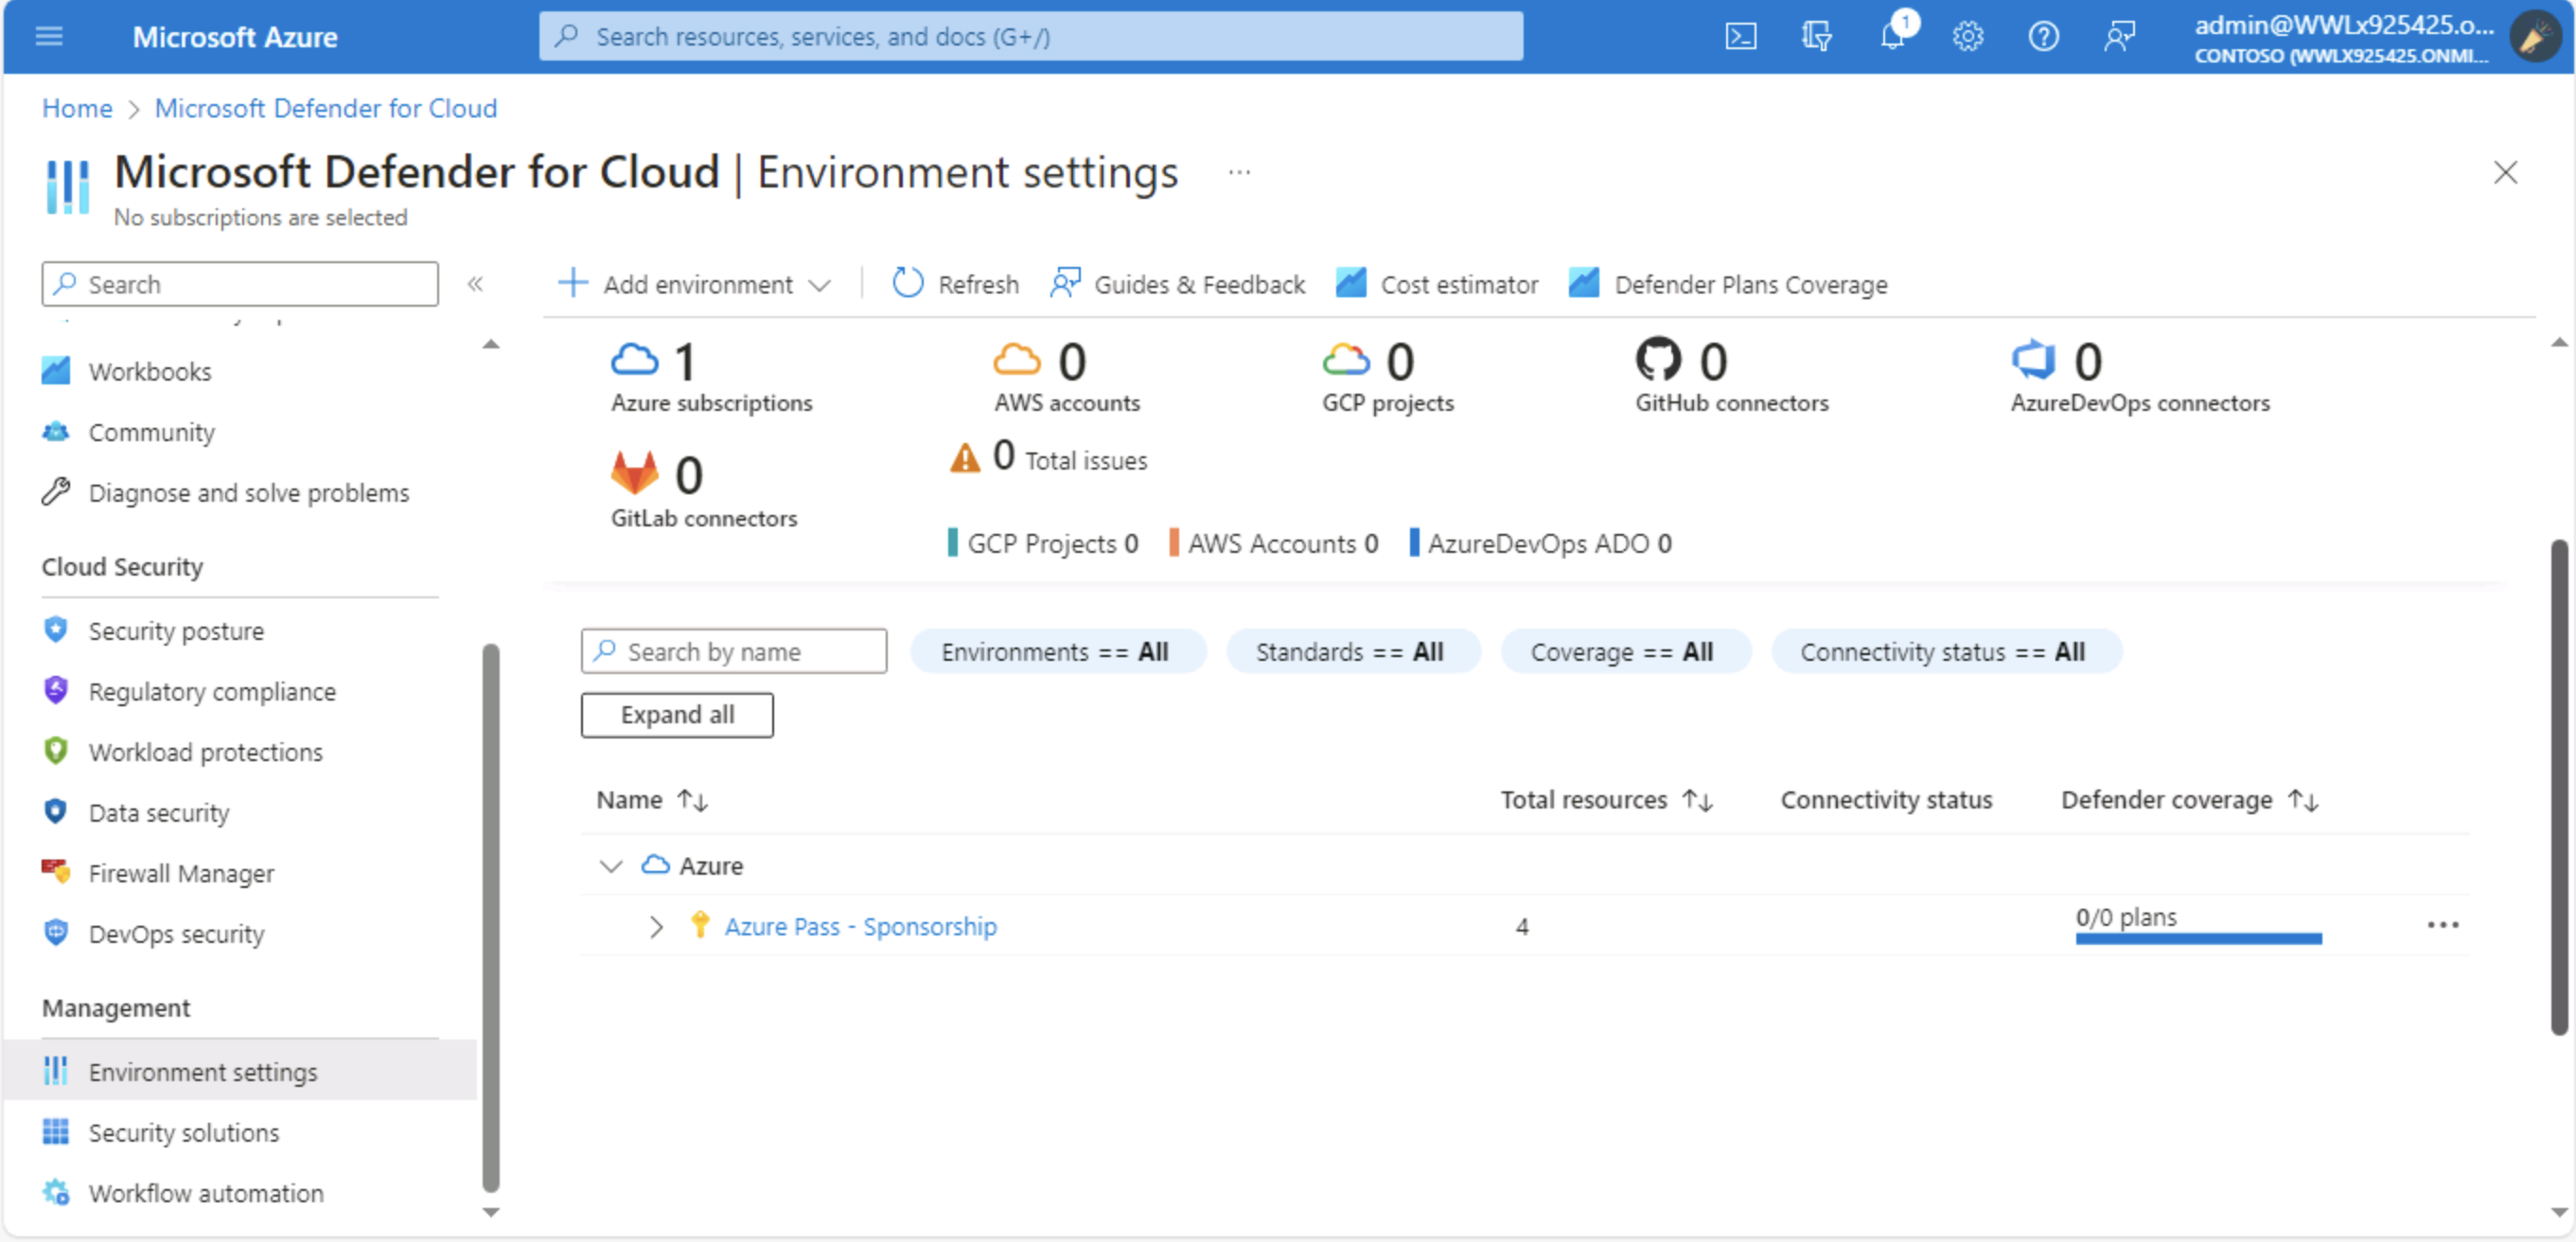 Microsoft Azure
Search resources, services, and docs (G+/)
1
admin@WWLx925425.o...
CONTOSO (WWLX925425.ONMI...
Home > Microsoft Defender for Cloud
Microsoft Defender for Cloud | Environment settings ...
No subscriptions are selected
Search
«
Workbooks
Community
Diagnose and solve problems
Cloud Security
Security posture
Regulatory compliance
Workload protections
Data security
Firewall Manager
DevOps security
Management
Environment settings
Security solutions
Workflow automation
Add environment
Refresh
Guides & Feedback
Cost estimator
Defender Plans Coverage
1
Azure subscriptions
0
AWS accounts
0
GCP projects
0
GitHub connectors
0
AzureDevOps connectors
0
GitLab connectors
0 Total issues
GCP Projects 0
AWS Accounts 0
AzureDevOps ADO 0
Search by name
Environments == All
Standards == All
Coverage == All
Connectivity status == All
Expand all
Name ↑↓
Total resources ↑↓
Connectivity status
Defender coverage ↑↓
Azure
Azure Pass - Sponsorship
4
0/0 plans